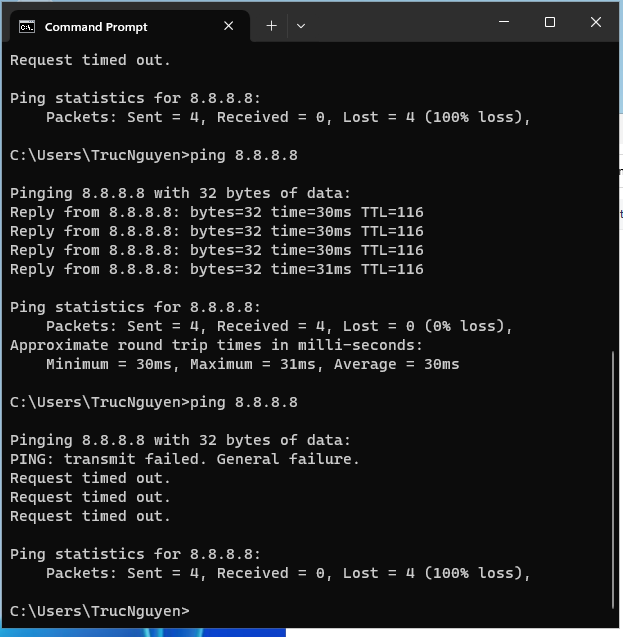 Command Prompt
Request timed out.
Ping statistics for 8.8.8.8:
Packets: Sent = 4, Received = 0, Lost = 4 (100% loss),
C:\Users\TrucNguyen>ping 8.8.8.8
Pinging 8.8.8.8 with 32 bytes of data:
Reply from 8.8.8.8: bytes=32 time=30ms TTL=116
Reply from 8.8.8.8: bytes=32 time=30ms TTL=116
Reply from 8.8.8.8: bytes=32 time=30ms TTL=116
Reply from 8.8.8.8: bytes=32 time=31ms TTL=116
Ping statistics for 8.8.8.8:
Packets: Sent = 4, Received = 4, Lost = 0 (0% loss),
Approximate round trip times in milli-seconds:
Minimum = 30ms, Maximum = 31ms, Average = 30ms
C:\Users\TrucNguyen>ping 8.8.8.8
Pinging 8.8.8.8 with 32 bytes of data:
PING: transmit failed. General failure.
Request timed out.
Request timed out.
Request timed out.
Ping statistics for 8.8.8.8:
Packets: Sent = 4, Received = 0, Lost = 4 (100% loss),
C:\Users\TrucNguyen>